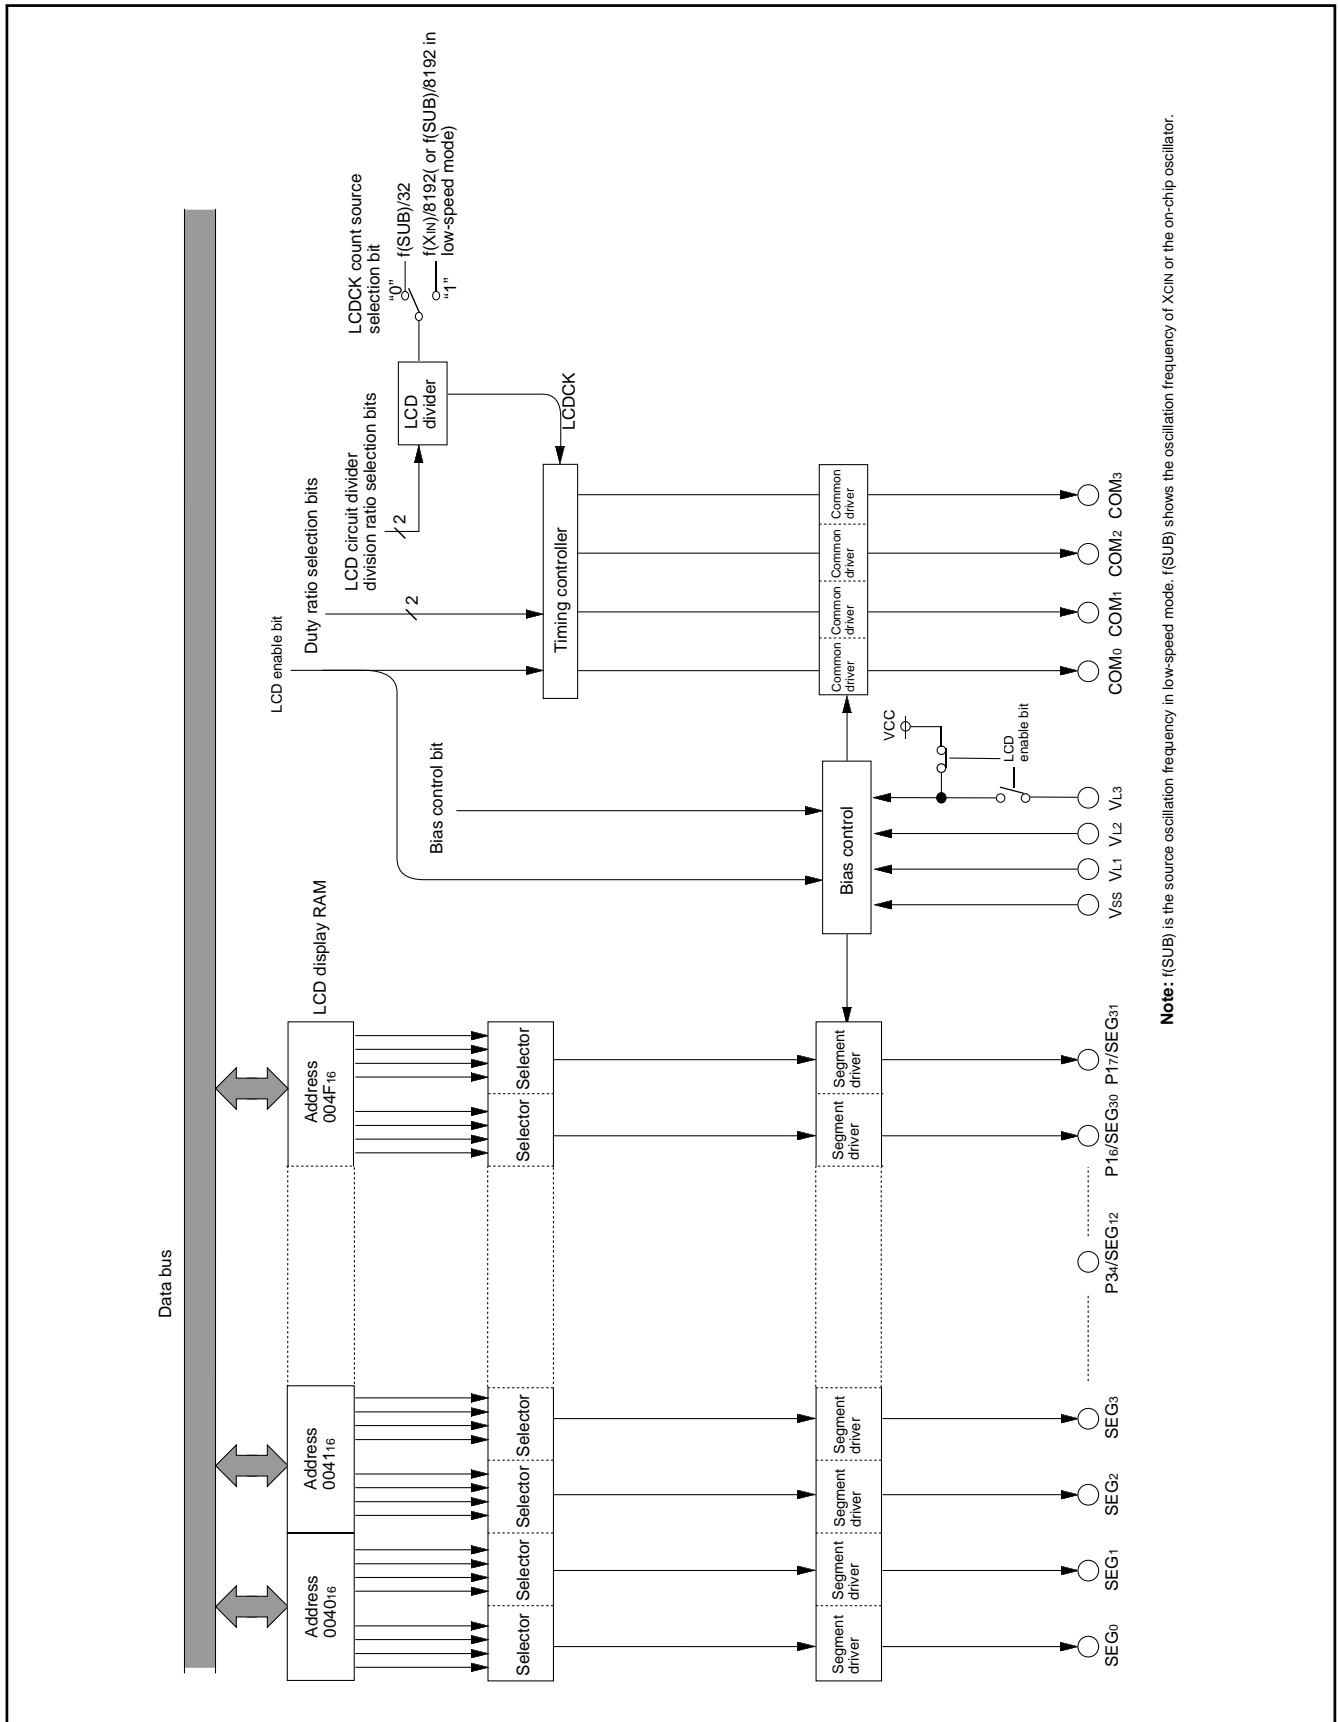 Data bus
LCD display RAM
Address
0040₁₆
Address
0041₁₆
Address
004F₁₆
LCD enable bit
Duty ratio selection bits
LCD circuit divider
division ratio selection bits
2
2
LCDCK count source
selection bit
“0”
f(SUB)/32
“1”
f(XIN)/8192( or f(SUB)/8192 in
low-speed mode)
LCD
divider
LCDCK
Bias control bit
Timing controller
Selector
Selector
Selector
Selector
Selector
Selector
Segment
driver
Segment
driver
Segment
driver
Segment
driver
Segment
driver
Segment
driver
Bias control
VCC
LCD
enable bit
Common
driver
Common
driver
Common
driver
Common
driver
SEG0
SEG1
SEG2
SEG3
P34/SEG12
P16/SEG30
P17/SEG31
VSS
VL1
VL2
VL3
COM0
COM1
COM2
COM3
Note: f(SUB) is the source oscillation frequency in low-speed mode. f(SUB) shows the oscillation frequency of XCIN or the on-chip oscillator.